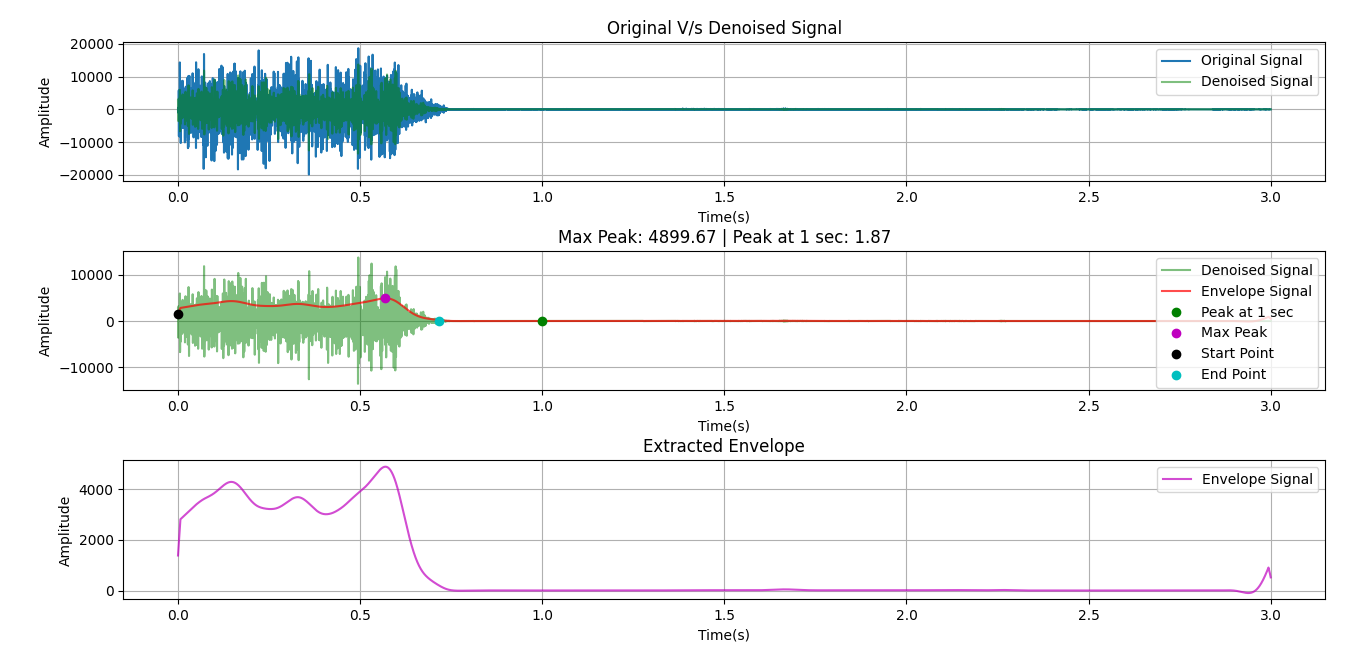 Original V/s Denoised Signal
20000
10000
0
−10000
−20000
Amplitude
Original Signal
Denoised Signal
0.0 0.5 1.0 1.5 2.0 2.5 3.0
Time(s)
Max Peak: 4899.67 | Peak at 1 sec: 1.87
10000
0
−10000
Amplitude
Denoised Signal
Envelope Signal
Peak at 1 sec
Max Peak
Start Point
End Point
0.0 0.5 1.0 1.5 2.0 2.5 3.0
Time(s)
Extracted Envelope
4000
2000
0
Amplitude
Envelope Signal
0.0 0.5 1.0 1.5 2.0 2.5 3.0
Time(s)